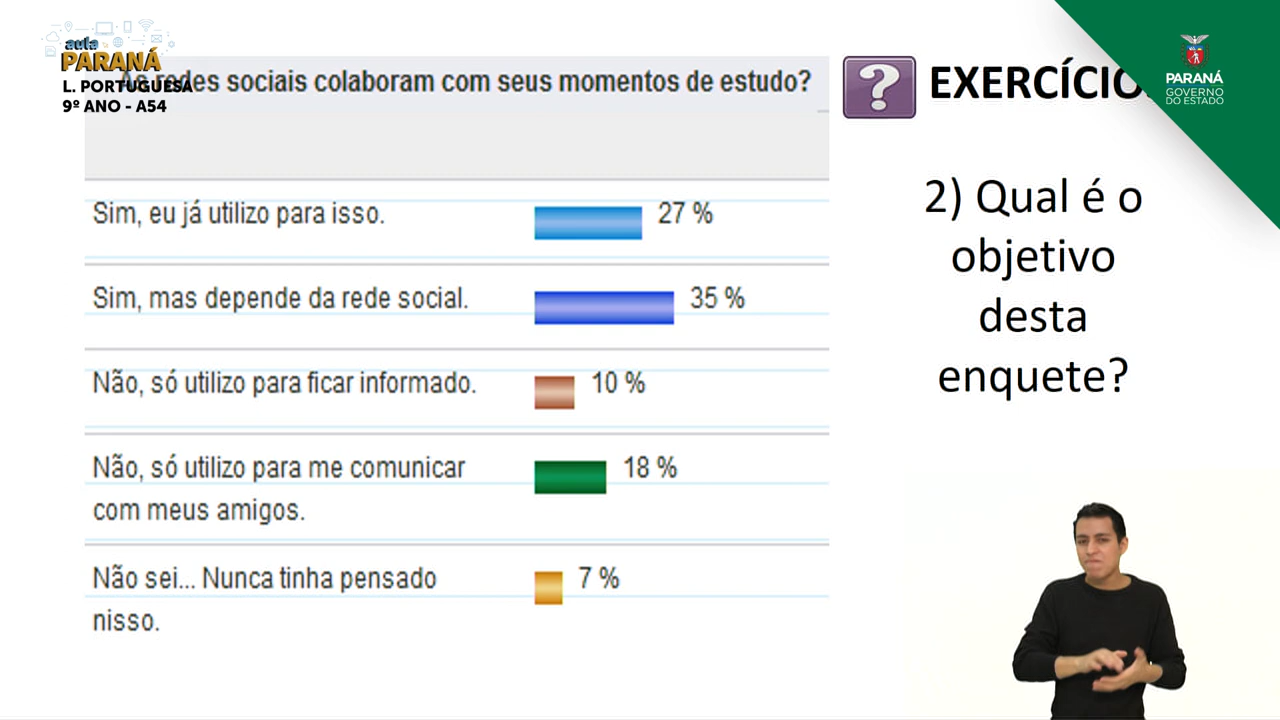 aula
PARANÁ
L. PORTUGUESA
9º ANO - A54
As redes sociais colaboram com seus momentos de estudo?
EXERCÍCIO
PARANÁ
GOVERNO
DO ESTADO
Sim, eu já utilizo para isso. 27 %
Sim, mas depende da rede social. 35 %
Não, só utilizo para ficar informado. 10 %
Não, só utilizo para me comunicar
com meus amigos. 18 %
Não sei... Nunca tinha pensado
nisso. 7 %
2) Qual é o
objetivo
desta
enquete?